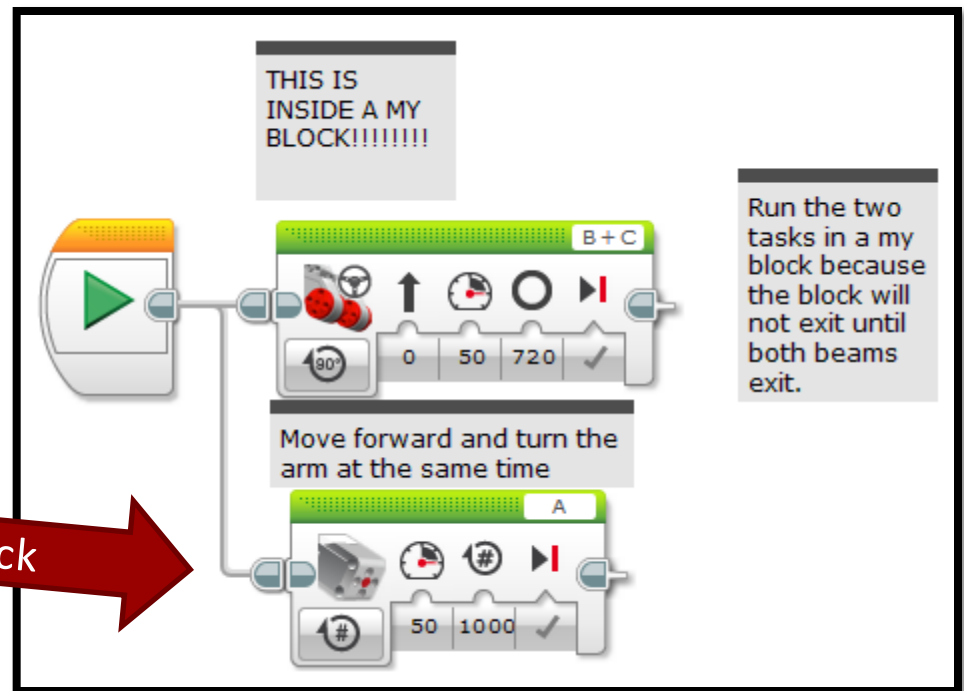 THIS IS
INSIDE A MY
BLOCK!!!!!!!!
B+C
90°
0 50 720
Run the two
tasks in a my
block because
the block will
not exit until
both beams
exit.
Move forward and turn the
arm at the same time
A
#
ck
#
50 1000